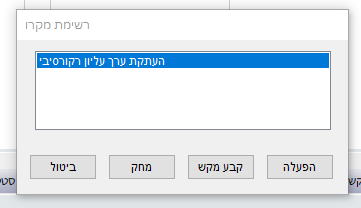 רשימת מקרו
העתקת ערך עליון רקורסיבי
הפעלה
קבע מקש
מחק
ביטול